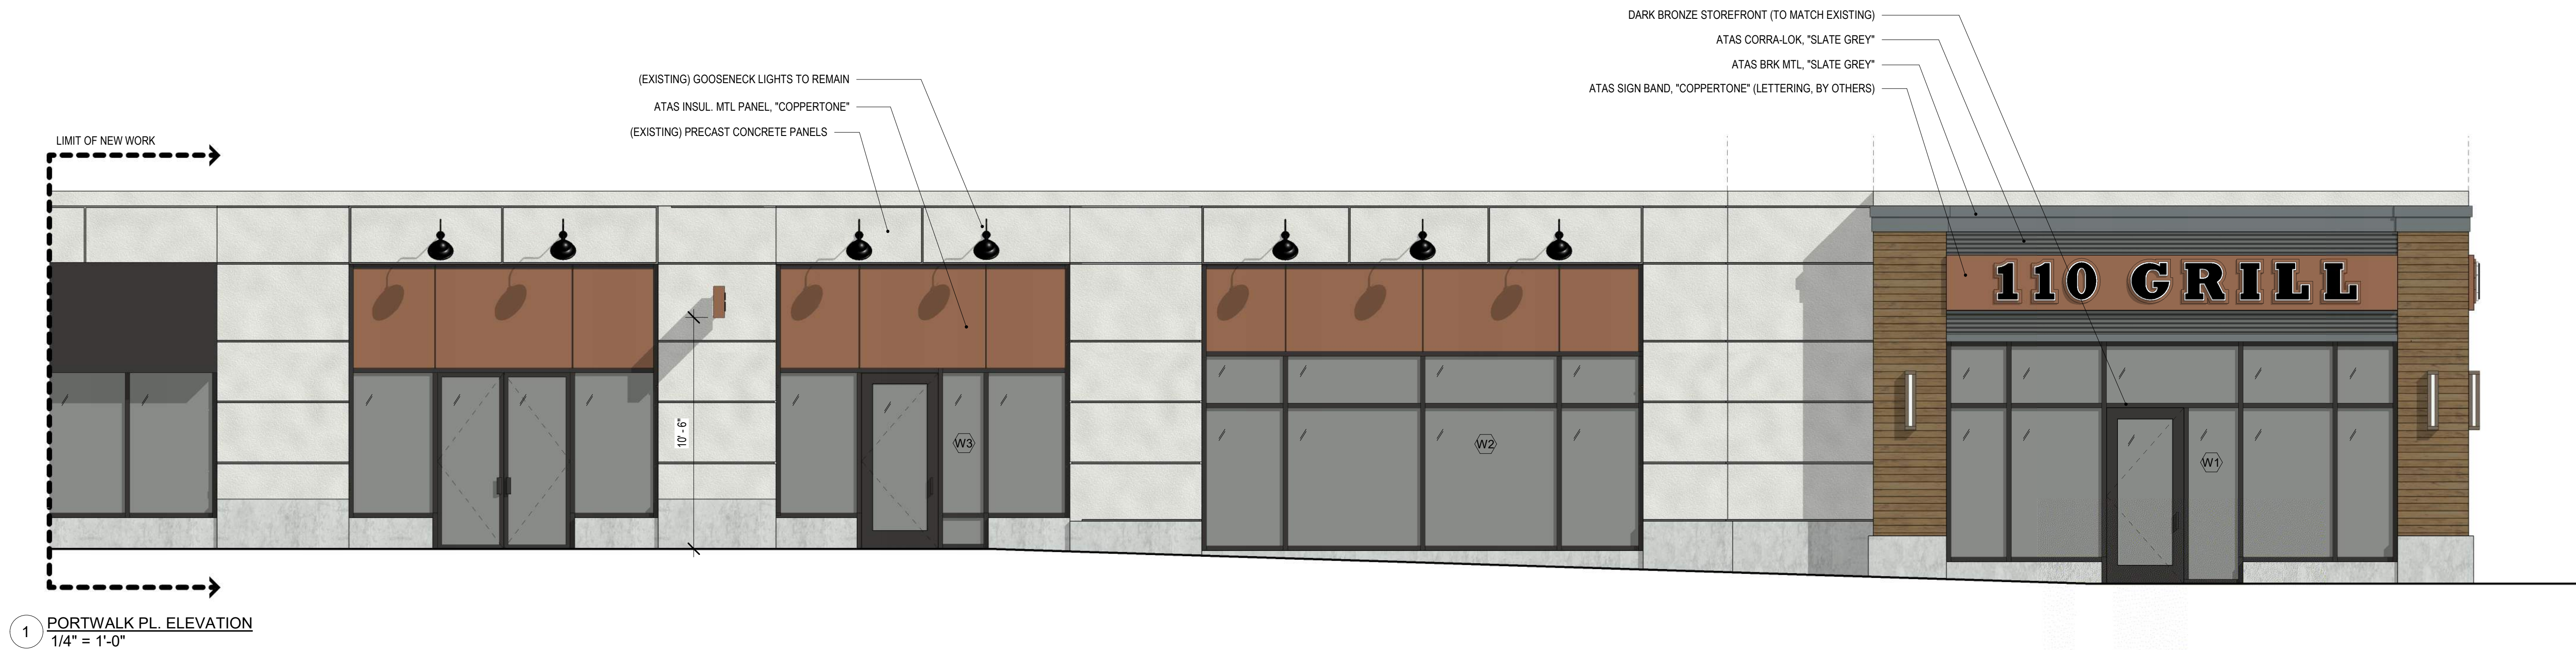 DARK BRONZE STOREFRONT (TO MATCH EXISTING)
ATAS CORRA-LOK, "SLATE GREY"
ATAS BRK MTL, "SLATE GREY"
ATAS SIGN BAND, "COPPERTONE" (LETTERING, BY OTHERS)
(EXISTING) GOOSENECK LIGHTS TO REMAIN
ATAS INSUL. MTL PANEL, "COPPERTONE"
(EXISTING) PRECAST CONCRETE PANELS
LIMIT OF NEW WORK
110 GRILL
10' - 6"
W3
W2
W1
1 PORTWALK PL. ELEVATION
1/4" = 1'-0"